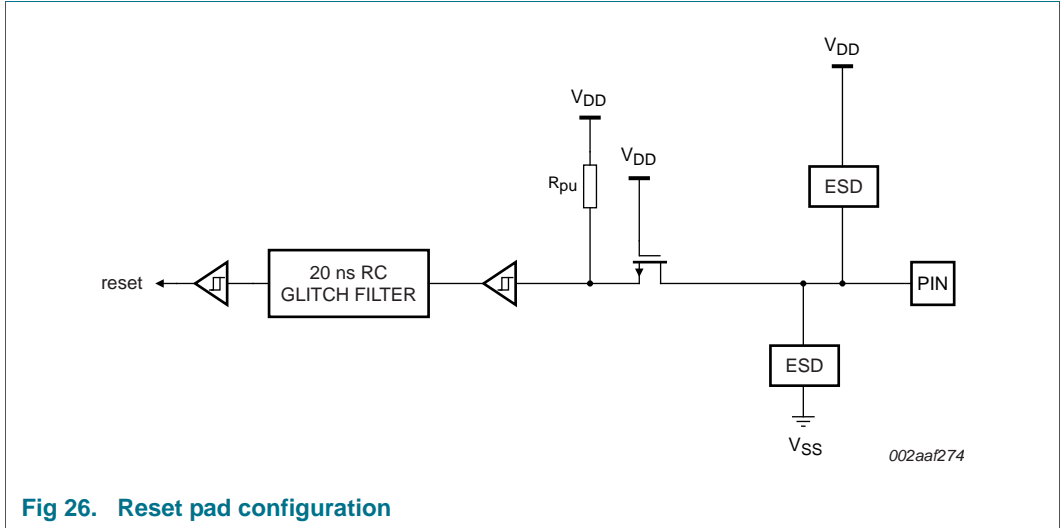 VDD
VDD
VDD
Rpu
ESD
reset
20 ns RC
GLITCH FILTER
PIN
ESD
VSS
002aaf274
Fig 26. Reset pad configuration